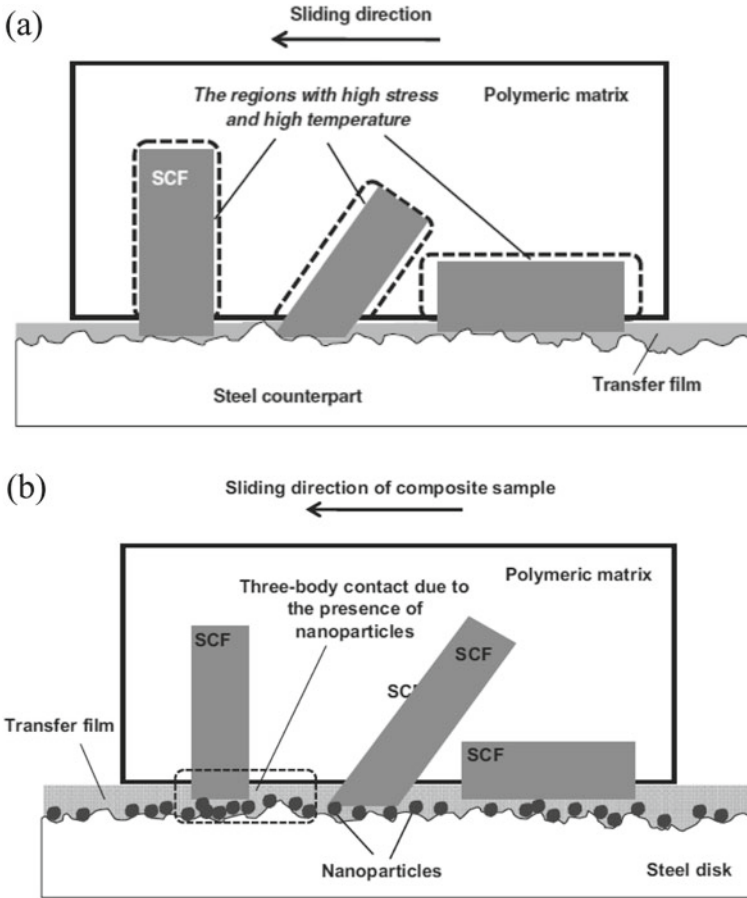 (a)
Sliding direction
The regions with high stress
and high temperature
Polymeric matrix
SCF
Transfer film
Steel counterpart
(b)
Sliding direction of composite sample
Polymeric matrix
Three-body contact due to
the presence of
nanoparticles
SCF
SCF
SCF
SCF
Transfer film
Nanoparticles
Steel disk